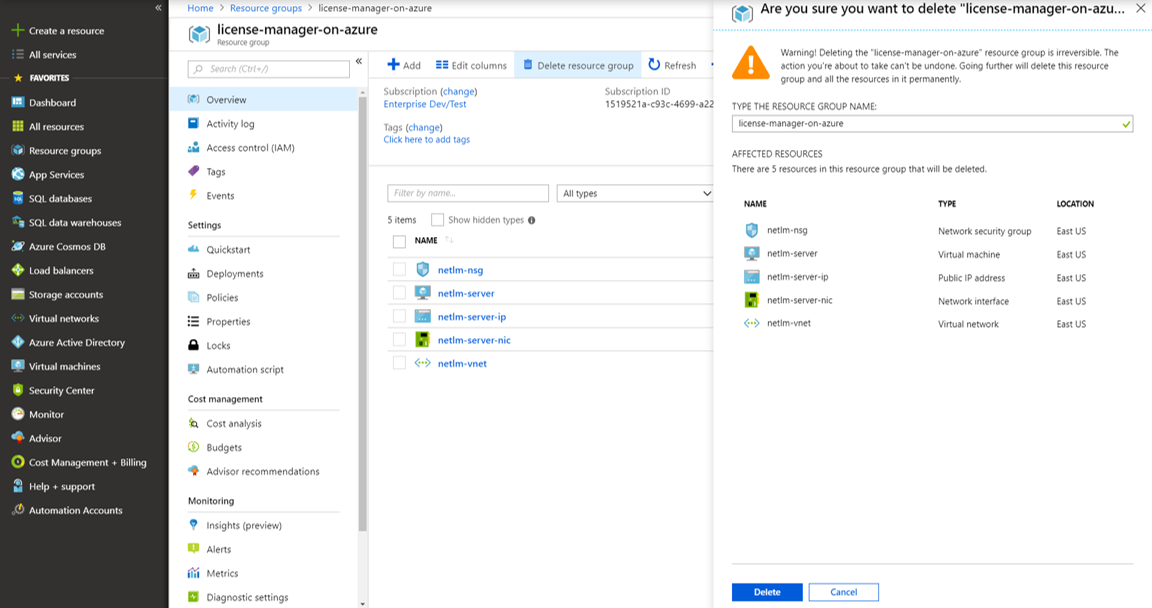 «
Create a resource
All services
FAVORITES
Dashboard
All resources
Resource groups
App Services
SQL databases
SQL data warehouses
Azure Cosmos DB
Load balancers
Storage accounts
Virtual networks
Azure Active Directory
Virtual machines
Security Center
Monitor
Advisor
Cost Management + Billing
Help + support
Automation Accounts
Home > Resource groups > license-manager-on-azure
license-manager-on-azure
Resource group
Search (Ctrl+/)
«
Overview
Activity log
Access control (IAM)
Tags
Events
Settings
Quickstart
Deployments
Policies
Properties
Locks
Automation script
Cost management
Cost analysis
Budgets
Advisor recommendations
Monitoring
Insights (preview)
Alerts
Metrics
Diagnostic settings
Add Edit columns Delete resource group Refresh
Subscription (change)
Enterprise Dev/Test
Subscription ID
1519521a-c93c-4699-a22
Tags (change)
Click here to add tags
Filter by name...
All types
5 items Show hidden types
NAME
netlm-nsg
netlm-server
netlm-server-ip
netlm-server-nic
netlm-vnet
Are you sure you want to delete "license-manager-on-azu...
Warning! Deleting the "license-manager-on-azure" resource group is irreversible. The
action you're about to take can't be undone. Going further will delete this resource
group and all the resources in it permanently.
TYPE THE RESOURCE GROUP NAME:
license-manager-on-azure
AFFECTED RESOURCES
There are 5 resources in this resource group that will be deleted.
NAME TYPE LOCATION
netlm-nsg Network security group East US
netlm-server Virtual machine East US
netlm-server-ip Public IP address East US
netlm-server-nic Network interface East US
netlm-vnet Virtual network East US
Delete Cancel